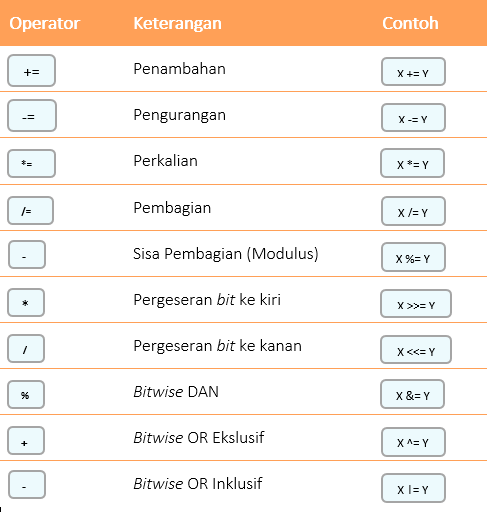 Operator Keterangan Contoh
+= Penambahan X += Y
-= Pengurangan X -= Y
*= Perkalian X *= Y
/= Pembagian X /= Y
- Sisa Pembagian (Modulus) X %= Y
* Pergeseran bit ke kiri X >>= Y
/ Pergeseran bit ke kanan X <<= Y
% Bitwise DAN X &= Y
+ Bitwise OR Ekslusif X ^= Y
- Bitwise OR Inklusif X |= Y